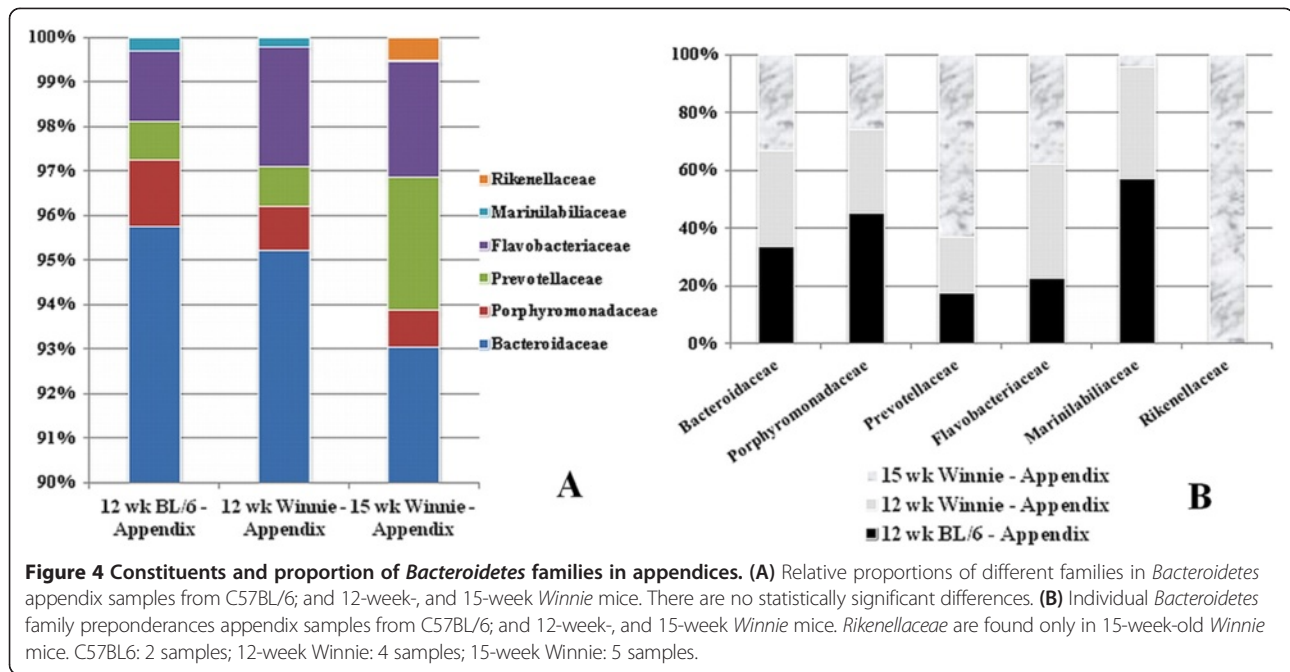 100%
99%
98%
97%
96%
95%
94%
93%
92%
91%
90%
Rikenellaceae
Marinilabiliaceae
Flavobacteriaceae
Prevotellaceae
Porphyromonadaceae
Bacteroidaceae
12 wk BL/6 - Appendix
12 wk Winnie - Appendix
15 wk Winnie - Appendix
A
100%
80%
60%
40%
20%
0%
Bacteroidaceae
Porphyromonadaceae
Prevotellaceae
Flavobacteriaceae
Marinilabiliaceae
Rikenellaceae
15 wk Winnie - Appendix
12 wk Winnie - Appendix
12 wk BL/6 - Appendix
B
Figure 4 Constituents and proportion of Bacteroidetes families in appendices. (A) Relative proportions of different families in Bacteroidetes
appendix samples from C57BL/6; and 12-week-, and 15-week Winnie mice. There are no statistically significant differences. (B) Individual Bacteroidetes
family preponderances appendix samples from C57BL/6; and 12-week-, and 15-week Winnie mice. Rikenellaceae are found only in 15-week-old Winnie
mice. C57BL6: 2 samples; 12-week Winnie: 4 samples; 15-week Winnie: 5 samples.